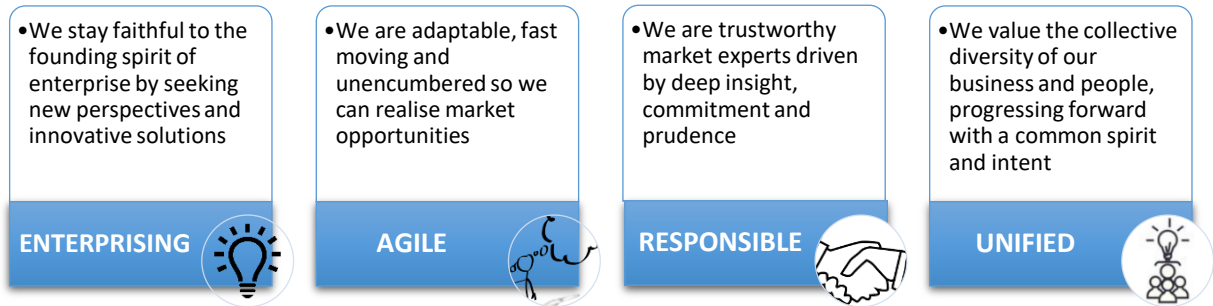 •We stay faithful to the
founding spirit of
enterprise by seeking
new perspectives and
innovative solutions
ENTERPRISING
•We are adaptable, fast
moving and
unencumbered so we
can realise market
opportunities
AGILE
•We are trustworthy
market experts driven
by deep insight,
commitment and
prudence
RESPONSIBLE
•We value the collective
diversity of our
business and people,
progressing forward
with a common spirit
and intent
UNIFIED